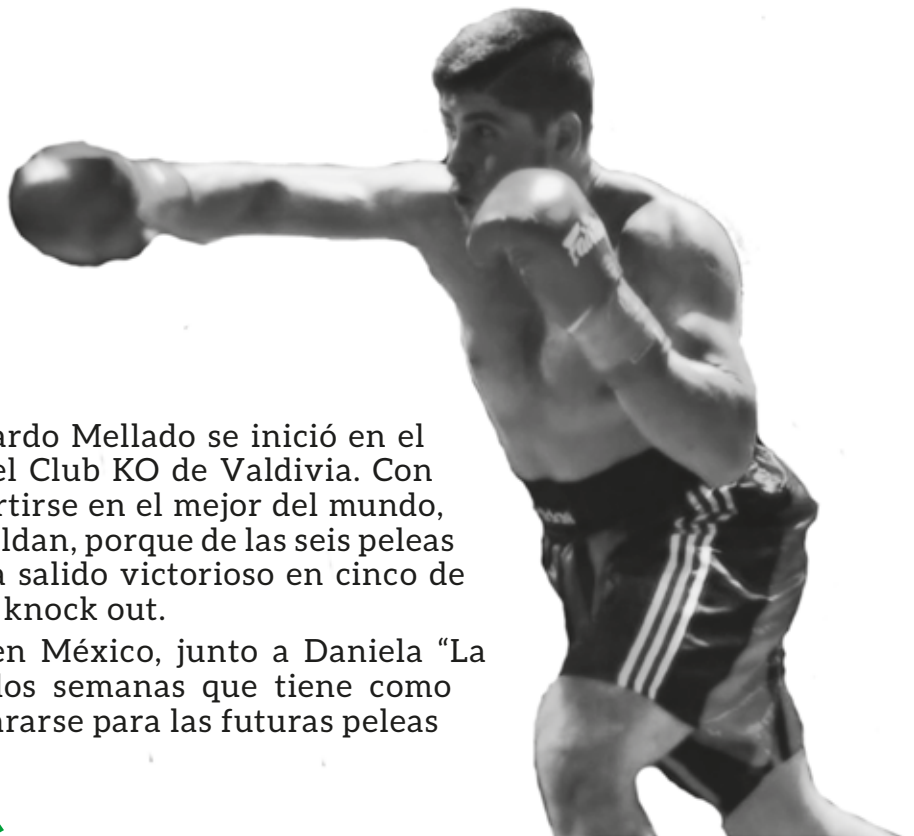 ardo Mellado se inició en el
el Club KO de Valdivia. Con
rtirse en el mejor del mundo,
ldan, porque de las seis peleas
a salido victorioso en cinco de
knock out.
en México, junto a Daniela “La
los semanas que tiene como
ararse para las futuras peleas